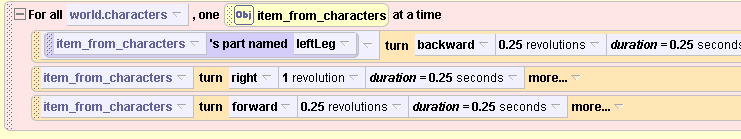 For all world.characters , one Obj item_from_characters at a time
item_from_characters 's part named leftLeg turn backward 0.25 revolutions duration = 0.25 seconds
item_from_characters turn right 1 revolution duration = 0.25 seconds more...
item_from_characters turn forward 0.25 revolutions duration = 0.25 seconds more...